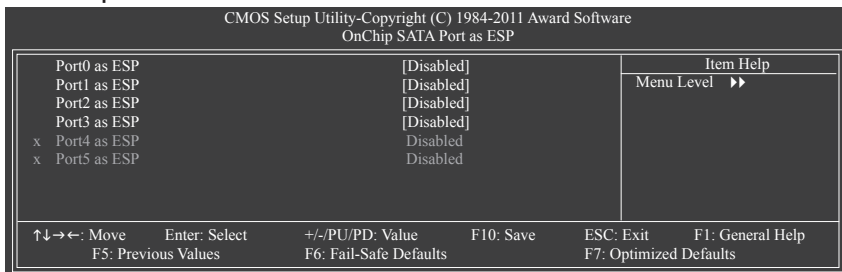 CMOS Setup Utility-Copyright (C) 1984-2011 Award Software
OnChip SATA Port as ESP
Port0 as ESP [Disabled]
Port1 as ESP [Disabled]
Port2 as ESP [Disabled]
Port3 as ESP [Disabled]
x Port4 as ESP Disabled
x Port5 as ESP Disabled
Item Help
Menu Level ▶▶
↑↓→←: Move Enter: Select +/-/PU/PD: Value F10: Save ESC: Exit F1: General Help
F5: Previous Values F6: Fail-Safe Defaults F7: Optimized Defaults